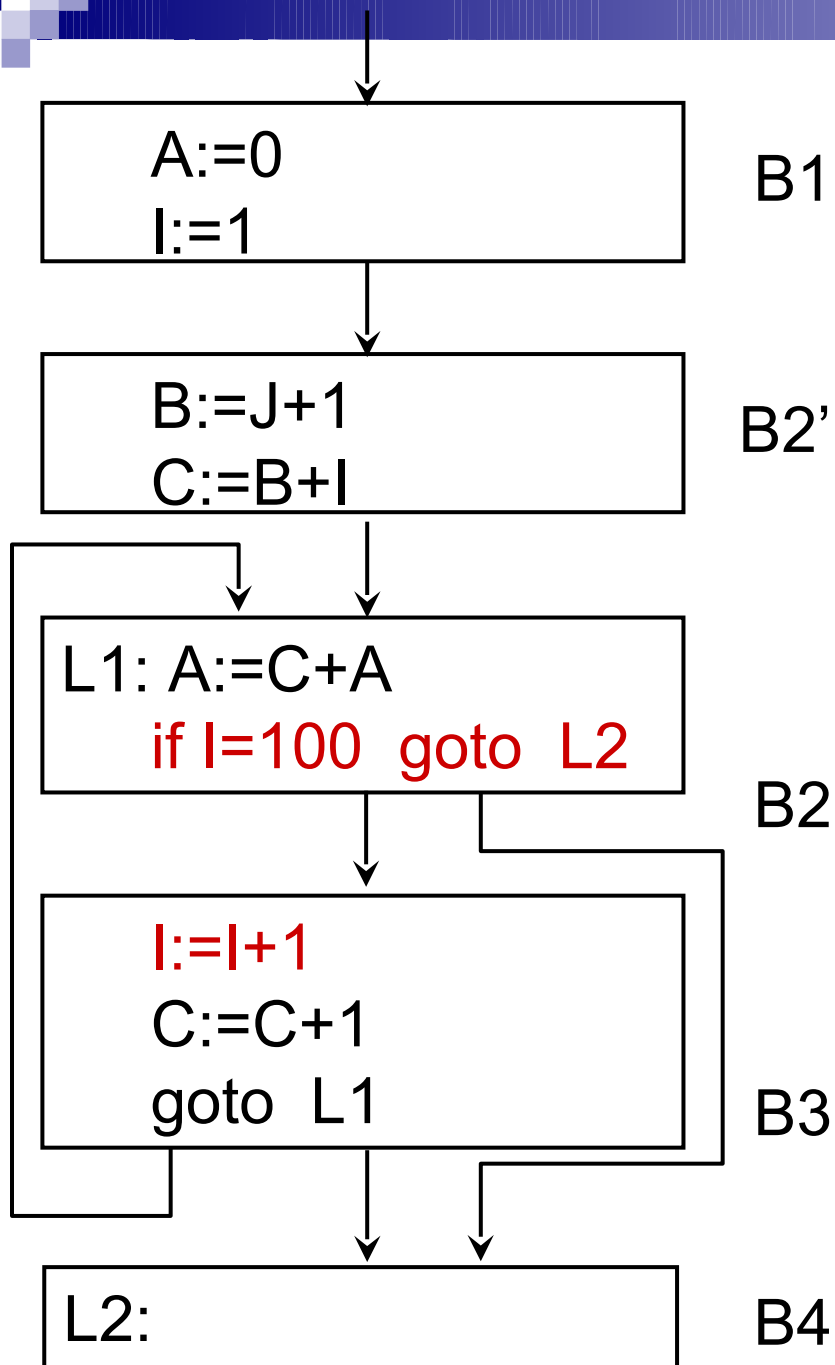 A:=0
I:=1
B1
B:=J+1
C:=B+I
B2’
L1: A:=C+A
if I=100 goto L2
B2
I:=I+1
C:=C+1
goto L1
B3
L2:
B4